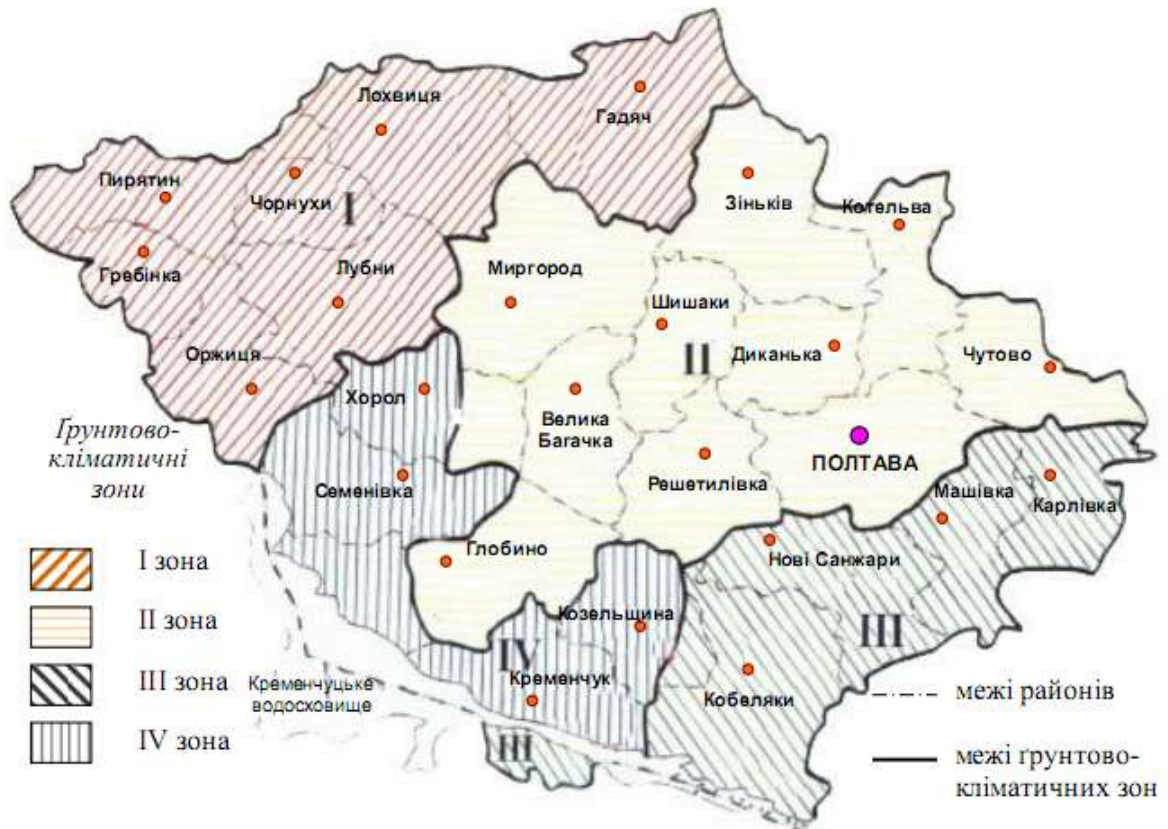 Лохвиця
Гадяч
Пирятин
Чорнухи
I
Зіньків
Котельва
Гребінка
Лубни
Миргород
Шишаки
II
Диканька
Чутово
Оржиця
Хорол
Велика
Багачка
ПОЛТАВА
Ґрунтово-
кліматичні
зони
Семенівка
Решетилівка
Машівка
Карлівка
Глобино
Нові Санжари
Козельщина
III
IV
Кременчук
Кобеляки
III
I зона
II зона
III зона
IV зона
Кременчуцьке
водосховище
межі районів
межі ґрунтово-
кліматичних зон